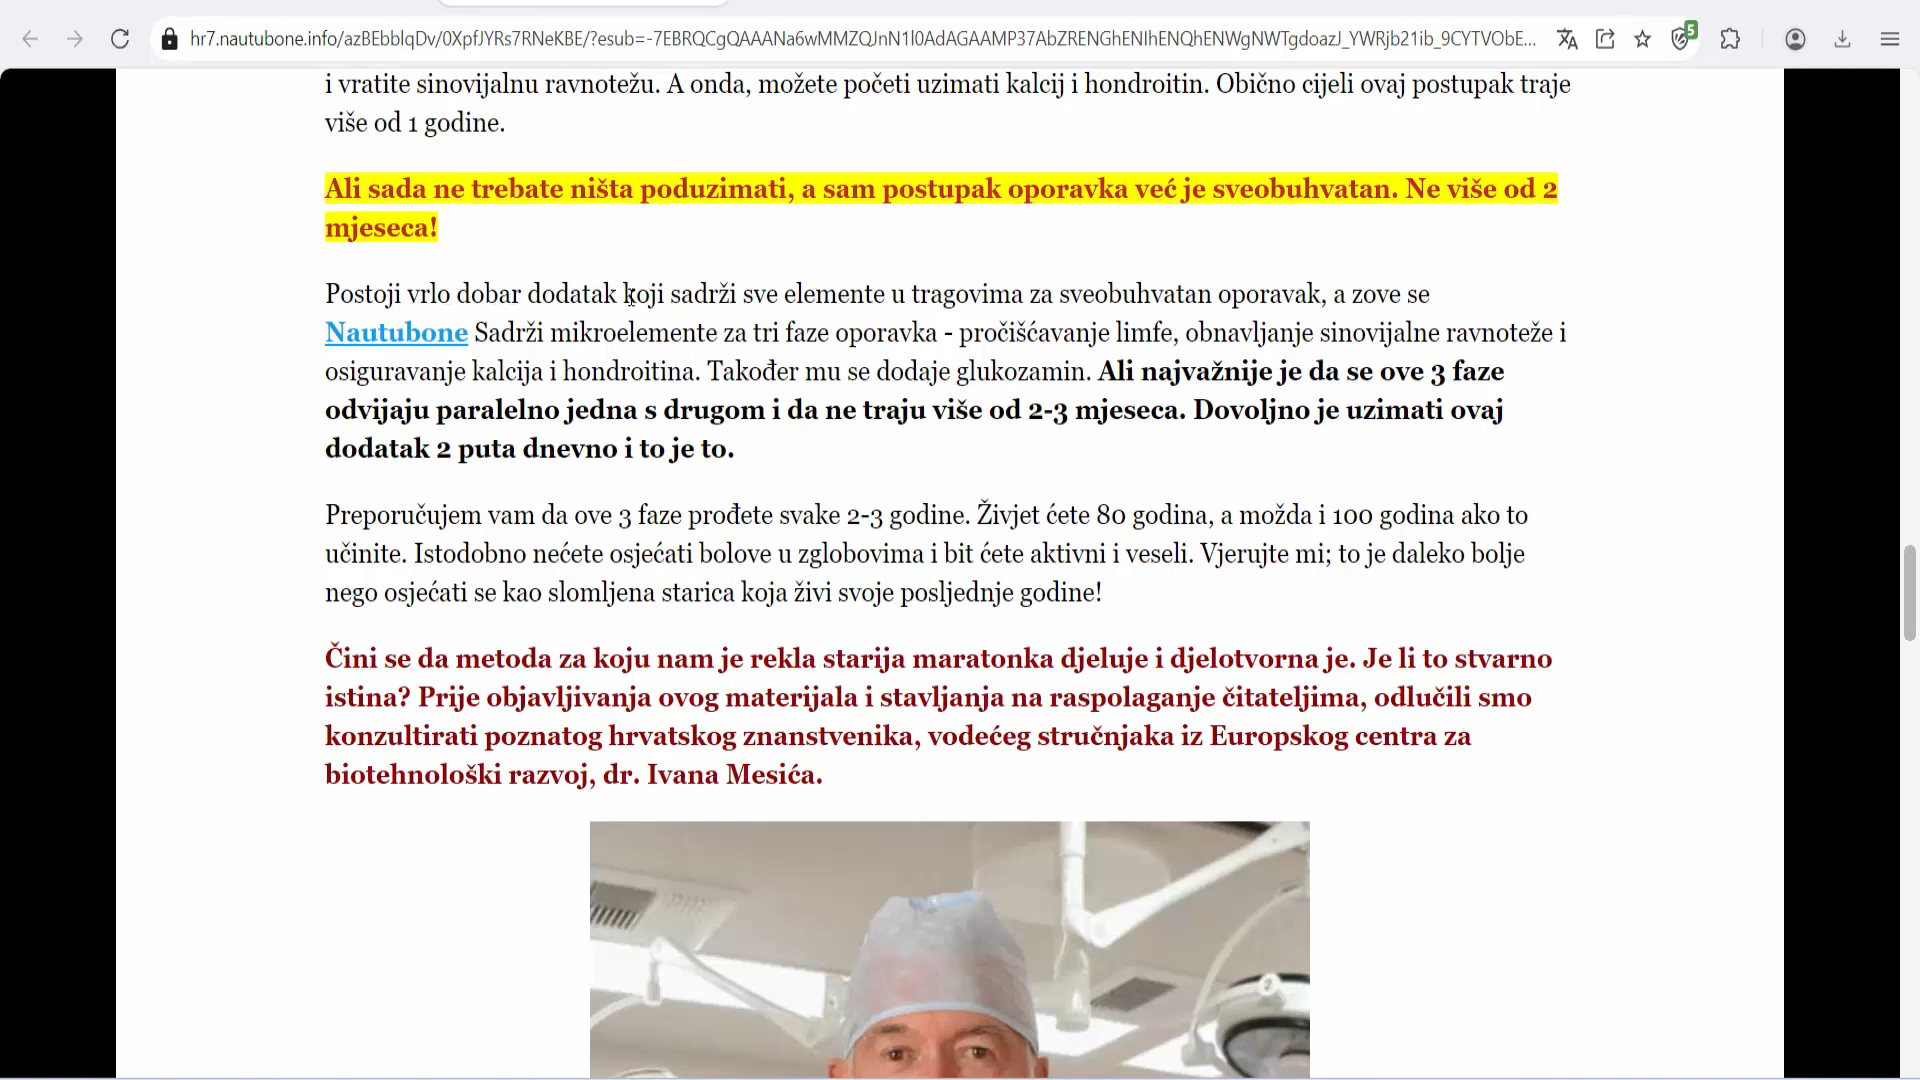 hr7.nautubone.info/azBEbblqDv/0XpfJYRs7RNeKBE/?esub=-7EBRQCgQAAANa6wMMZQJnN1l0AdAGAAMP37AbZRENGhENIhENQhENWgNWTgdoazJ_YWRjb21ib_9CYTVObE...
5
i vratite sinovijalnu ravnotežu. A onda, možete početi uzimati kalcij i hondroitin. Obično cijeli ovaj postupak traje
više od 1 godine.
Ali sada ne trebate ništa poduzimati, a sam postupak oporavka već je sveobuhvatan. Ne više od 2
mjeseca!
Postoji vrlo dobar dodatak koji sadrži sve elemente u tragovima za sveobuhvatan oporavak, a zove se
Nautubone Sadrži mikroelemente za tri faze oporavka - pročišćavanje limfe, obnavljanje sinovijalne ravnoteže i
osiguravanje kalcija i hondroitina. Također mu se dodaje glukozamin. Ali najvažnije je da se ove 3 faze
odvijaju paralelno jedna s drugom i da ne traju više od 2-3 mjeseca. Dovoljno je uzimati ovaj
dodatak 2 puta dnevno i to je to.
Preporučujem vam da ove 3 faze prođete svake 2-3 godine. Živjet ćete 80 godina, a možda i 100 godina ako to
učinite. Istodobno nećete osjećati bolove u zglobovima i bit ćete aktivni i veseli. Vjerujte mi; to je daleko bolje
nego osjećati se kao slomljena starica koja živi svoje posljednje godine!
Čini se da metoda za koju nam je rekla starija maratonka djeluje i djelotvorna je. Je li to stvarno
istina? Prije objavljivanja ovog materijala i stavljanja na raspolaganje čitateljima, odlučili smo
konzultirati poznatog hrvatskog znanstvenika, vodećeg stručnjaka iz Europskog centra za
biotehnološki razvoj, dr. Ivana Mesića.
2